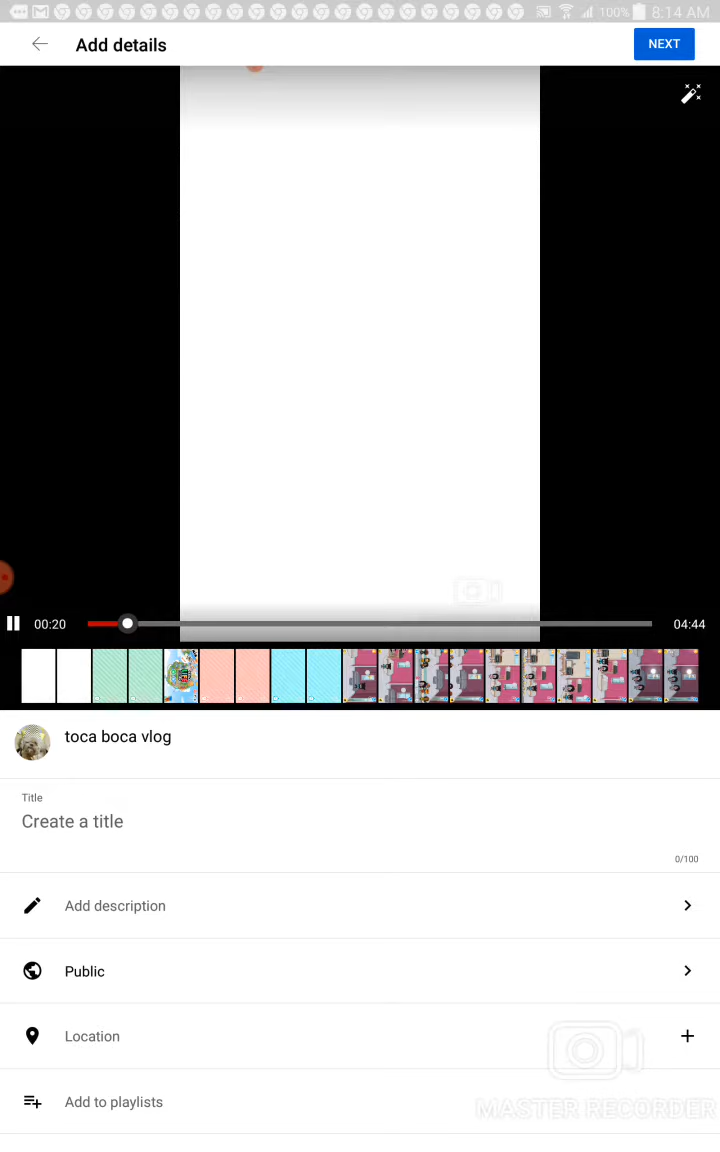 100% 8:14 AM
Add details
NEXT
00:20
04:44
toca boca vlog
Title
Create a title
0/100
Add description
Public
Location
Add to playlists
MASTER RECORDER